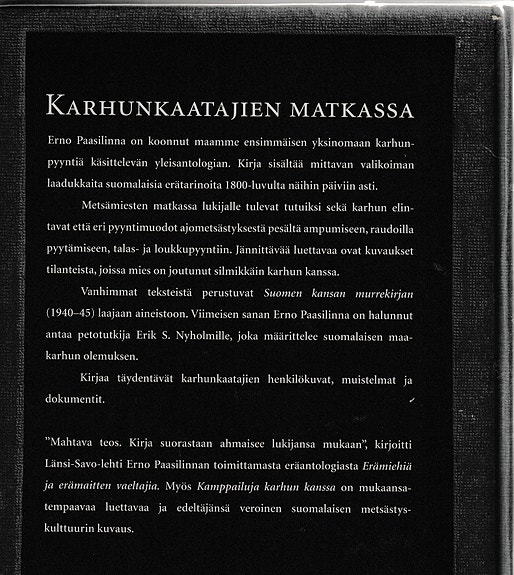 KARHUNKAATAJIEN MATKASSA
Erno Paasilinna on koonnut maamme ensimmäisen yksinomaan karhun-
pyyntiä käsittelevän yleisantologian. Kirja sisältää mittavan valikoiman
laadukkaita suomalaisia erätarinoita 1800-luvulta näihin päiviin asti.
Metsämiesten matkassa lukijalle tulevat tutuiksi sekä karhun elin-
tavat että eri pyyntimuodot ajometsästyksestä pesältä ampumiseen, raudoilla
pyytämiseen, talas- ja loukkupyyntiin. Jännittävää luettavaa ovat kuvaukset
tilanteista, joissa mies on joutunut silmikkäin karhun kanssa.
Vanhimmat teksteistä perustuvat Suomen kansan murrekirjan
(1940–45) laajaan aineistoon. Viimeisen sanan Erno Paasilinna on halunnut
antaa petotutkija Erik S. Nyholmille, joka määrittelee suomalaisen maa-
karhun olemuksen.
Kirjaa täydentävät karhunkaatajien henkilökuvat, muistelmat ja
dokumentit.
”Mahtava teos. Kirja suorastaan ahmaisee lukijansa mukaan”, kirjoitti
Länsi-Savo-lehti Erno Paasilinnan toimittamasta eräantologiasta Erämiehiä
ja erämaitten vaeltajia. Myös Kamppailuja karhun kanssa on mukaansa-
tempaavaa luettavaa ja edeltäjänsä veroinen suomalaisen metsästys-
kulttuurin kuvaus.